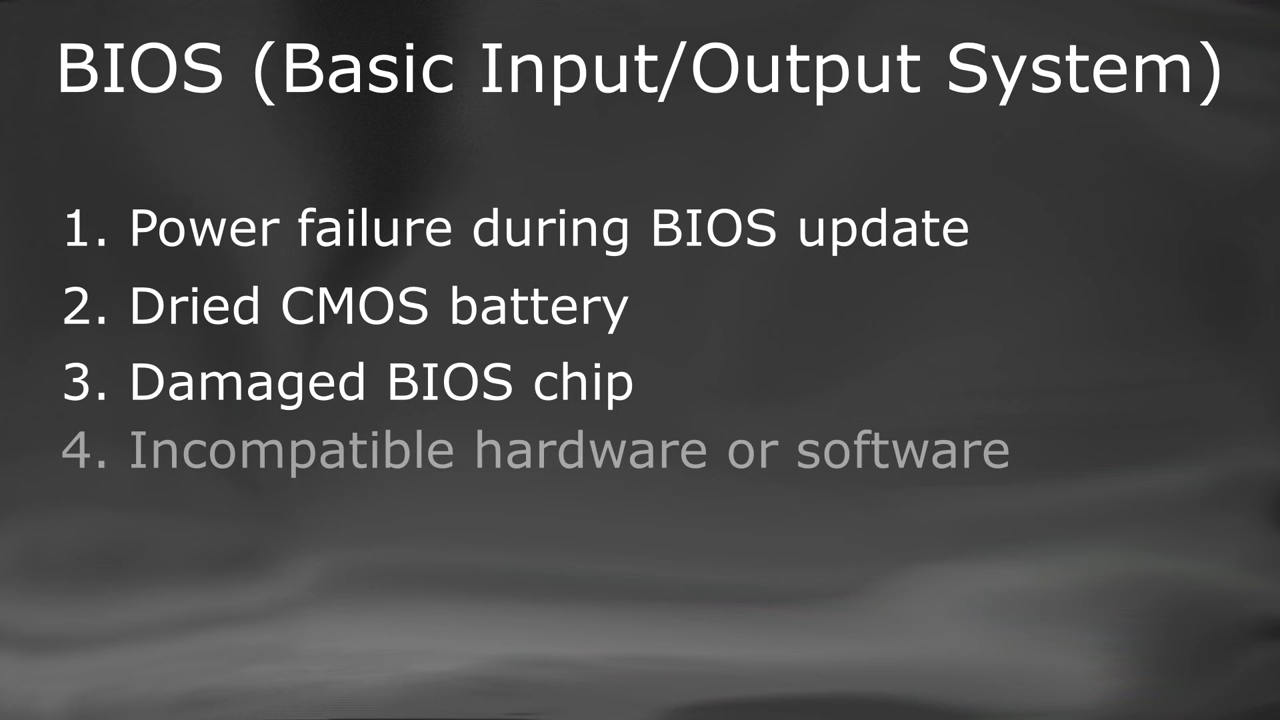 BIOS (Basic Input/Output System)
1. Power failure during BIOS update
2. Dried CMOS battery
3. Damaged BIOS chip
4. Incompatible hardware or software